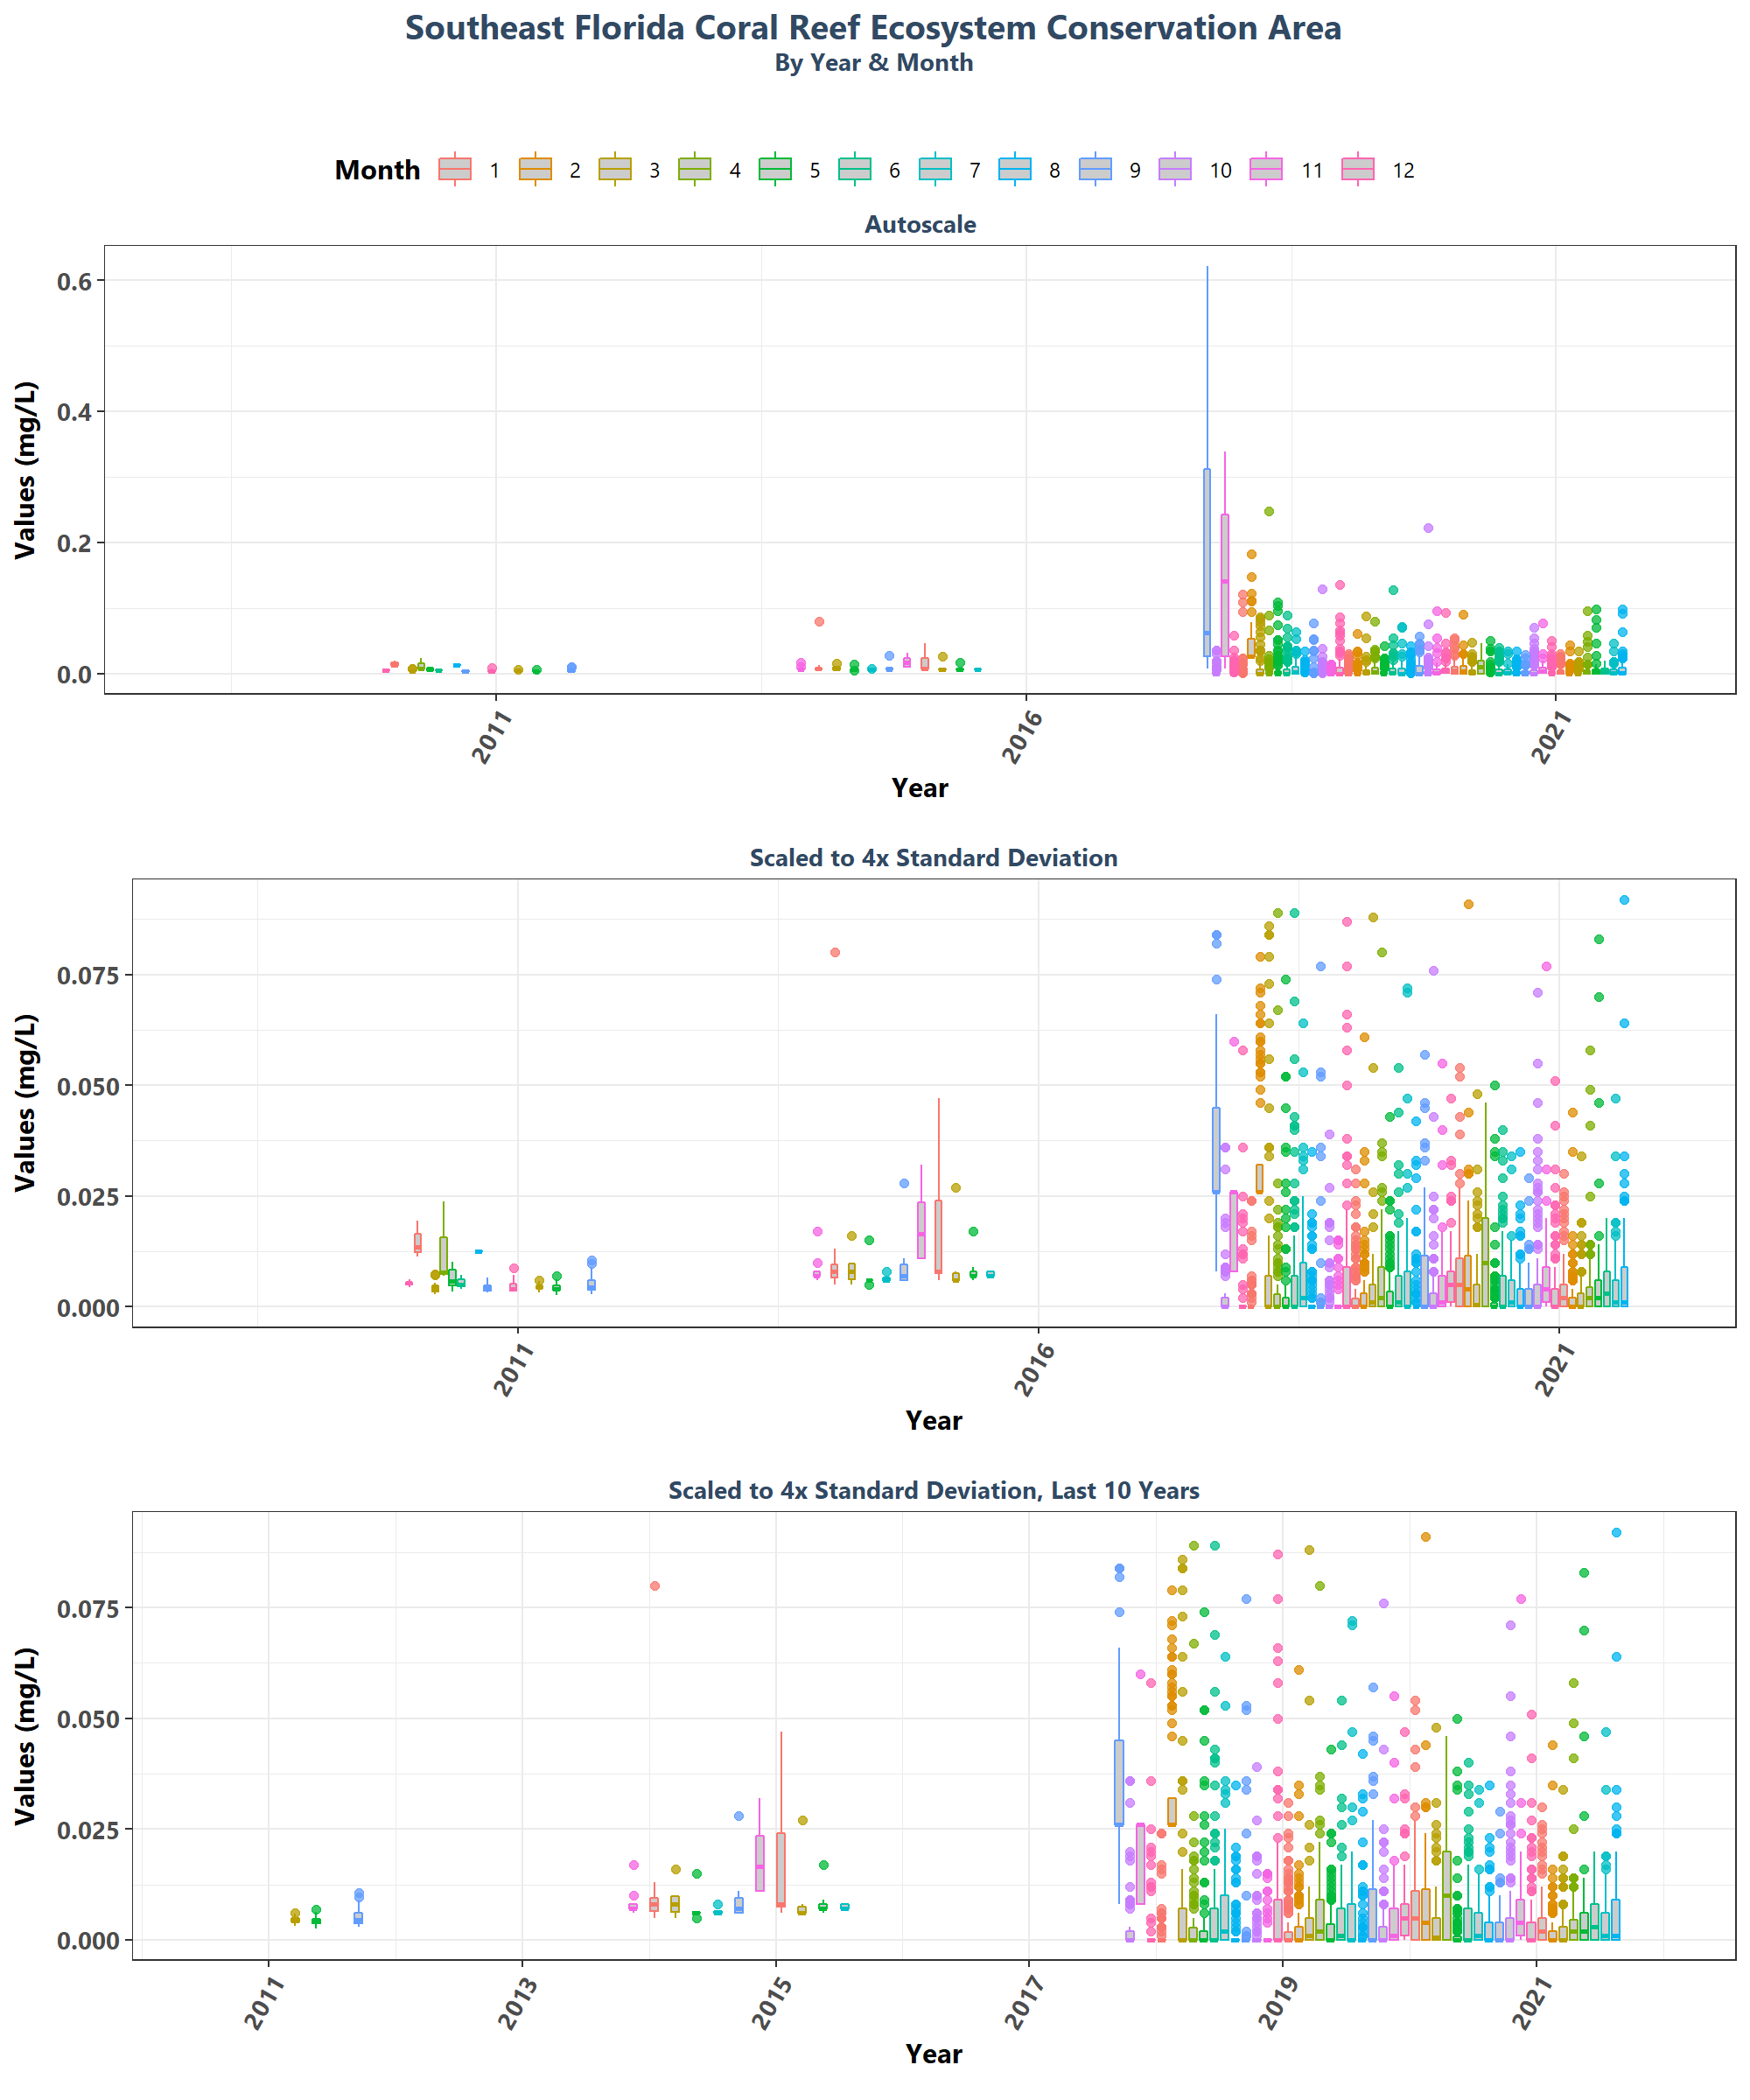 Southeast Florida Coral Reef Ecosystem Conservation Area
By Year & Month
Month 1 2 3 4 5 6 7 8 9 10 11 12
Autoscale
Values (mg/L)
0.6
0.4
0.2
0.0
2011 2016 2021
Year
Scaled to 4x Standard Deviation
Values (mg/L)
0.075
0.050
0.025
0.000
2011 2016 2021
Year
Scaled to 4x Standard Deviation, Last 10 Years
Values (mg/L)
0.075
0.050
0.025
0.000
2011 2013 2015 2017 2019 2021
Year